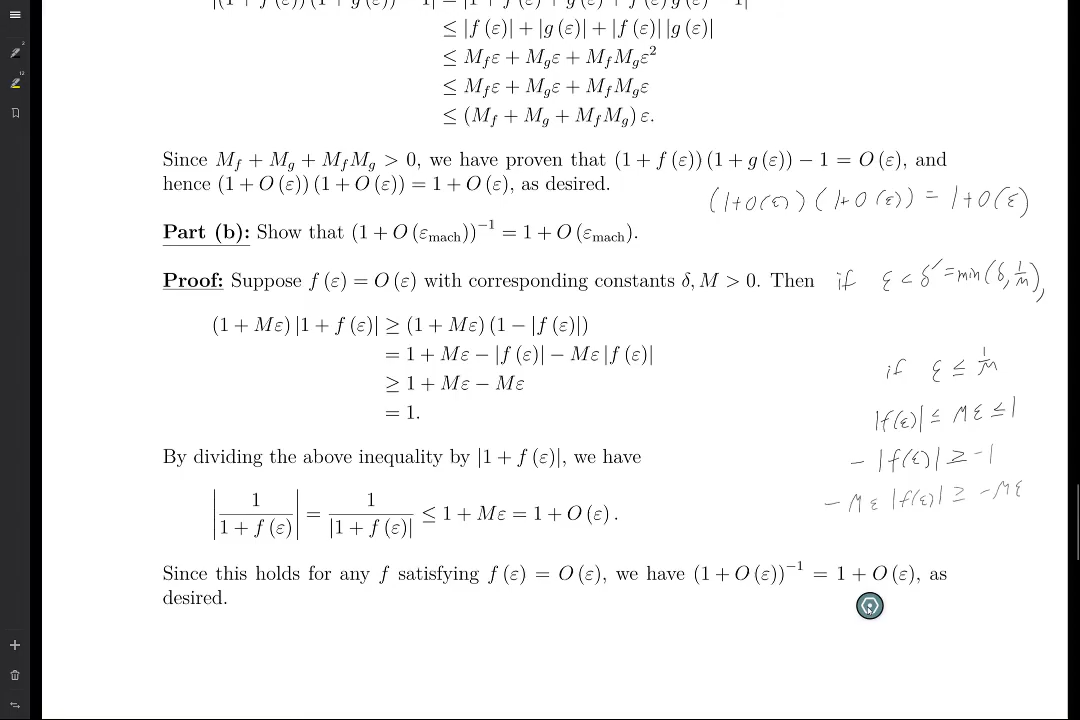 |(1 + f (ε)) (1 + g (ε)) − 1| = |1 + f (ε) + g (ε) + f (ε) g (ε) − 1|
≤ |f (ε)| + |g (ε)| + |f (ε)| |g (ε)|
≤ M_f ε + M_g ε + M_f M_g ε²
≤ M_f ε + M_g ε + M_f M_g ε
≤ (M_f + M_g + M_f M_g) ε.
Since M_f + M_g + M_f M_g > 0, we have proven that (1 + f (ε)) (1 + g (ε)) − 1 = O (ε), and
hence (1 + O (ε)) (1 + O (ε)) = 1 + O (ε), as desired.
(1+O(ε)) (1+O(ε)) = 1+O(ε)
Part (b): Show that (1 + O (ε_mach))⁻¹ = 1 + O (ε_mach).
Proof: Suppose f (ε) = O (ε) with corresponding constants δ, M > 0. Then if ε < δ' = min(δ, 1/M),
(1 + Mε) |1 + f (ε)| ≥ (1 + Mε) (1 − |f (ε)|)
= 1 + Mε − |f (ε)| − Mε |f (ε)|
≥ 1 + Mε − Mε
= 1.
if ε ≤ 1/M
|f(ε)| ≤ Mε ≤ 1
− |f(ε)| ≥ −1
− Mε |f(ε)| ≥ −Mε
By dividing the above inequality by |1 + f (ε)|, we have
|1/(1 + f (ε))| = 1/|1 + f (ε)| ≤ 1 + Mε = 1 + O (ε).
Since this holds for any f satisfying f (ε) = O (ε), we have (1 + O (ε))⁻¹ = 1 + O (ε), as
desired.